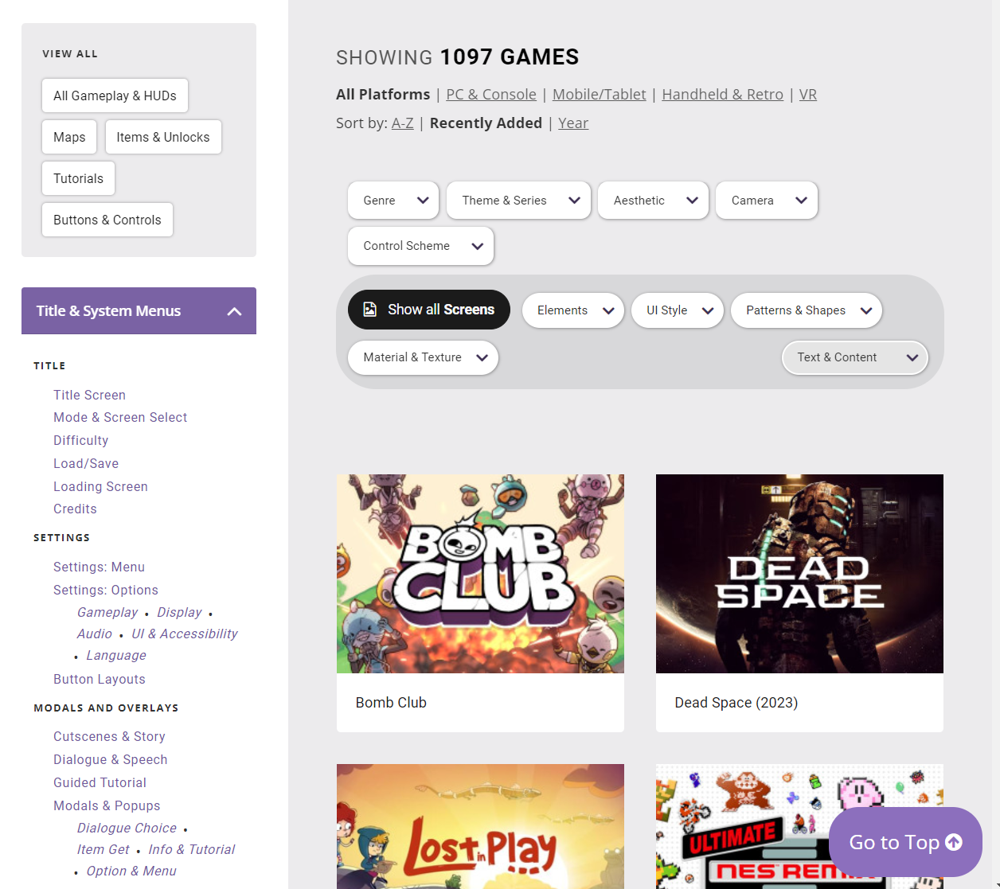 VIEW ALL
All Gameplay & HUDs
Maps
Items & Unlocks
Tutorials
Buttons & Controls
Title & System Menus
TITLE
Title Screen
Mode & Screen Select
Difficulty
Load/Save
Loading Screen
Credits
SETTINGS
Settings: Menu
Settings: Options
Gameplay • Display •
Audio • UI & Accessibility
• Language
Button Layouts
MODALS AND OVERLAYS
Cutscenes & Story
Dialogue & Speech
Guided Tutorial
Modals & Popups
Dialogue Choice •
Item Get • Info & Tutorial
• Option & Menu
SHOWING 1097 GAMES
All Platforms | PC & Console | Mobile/Tablet | Handheld & Retro | VR
Sort by: A-Z | Recently Added | Year
Genre
Theme & Series
Aesthetic
Camera
Control Scheme
Show all Screens
Elements
UI Style
Patterns & Shapes
Material & Texture
Text & Content
BOMB
CLUB
Bomb Club
DEAD
SPACE
Dead Space (2023)
Lost in Play
ULTIMATE
NES
Go to Top